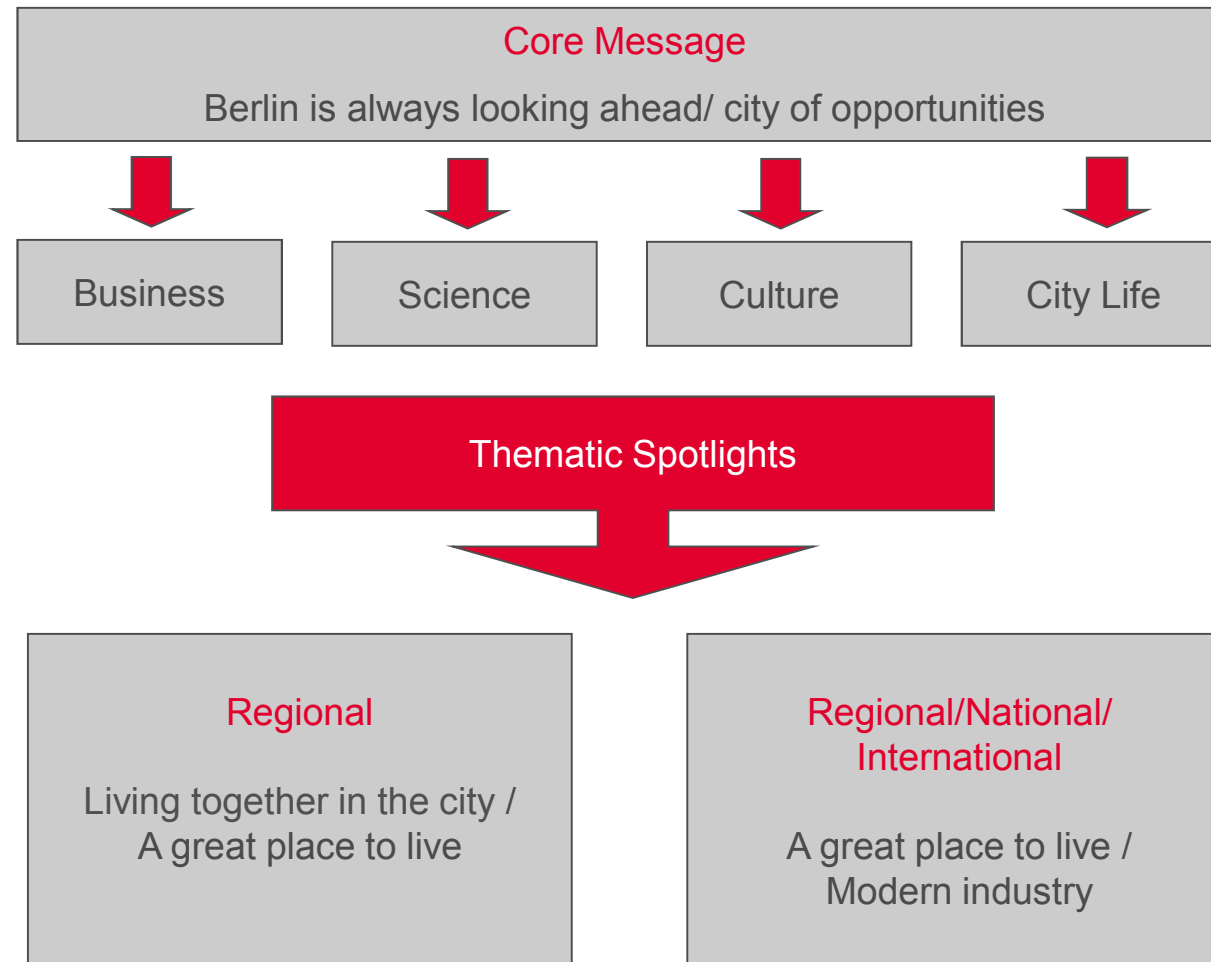 Core Message
Berlin is always looking ahead/ city of opportunities
Business
Science
Culture
City Life
Thematic Spotlights
Regional
Living together in the city /
A great place to live
Regional/National/
International
A great place to live /
Modern industry